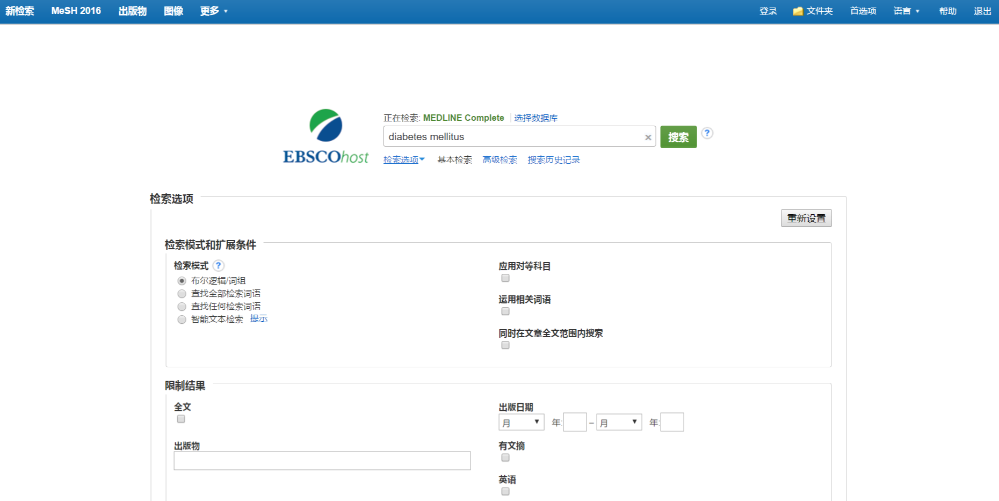 新检索 MeSH 2016 出版物 图像 更多 登录 文件夹 首选项 语言 帮助 退出
正在检索: MEDLINE Complete 选择数据库
diabetes mellitus × 搜索 ?
EBSCOhost
检索选项 基本检索 高级检索 搜索历史记录
检索选项
重新设置
检索模式和扩展条件
检索模式 ?
布尔逻辑/词组
查找全部检索词语
查找任何检索词语
智能文本检索 提示
应用对等科目
运用相关词语
同时在文章全文范围内搜索
限制结果
全文
出版物
出版日期
月 年: – 月 年:
有文摘
英语